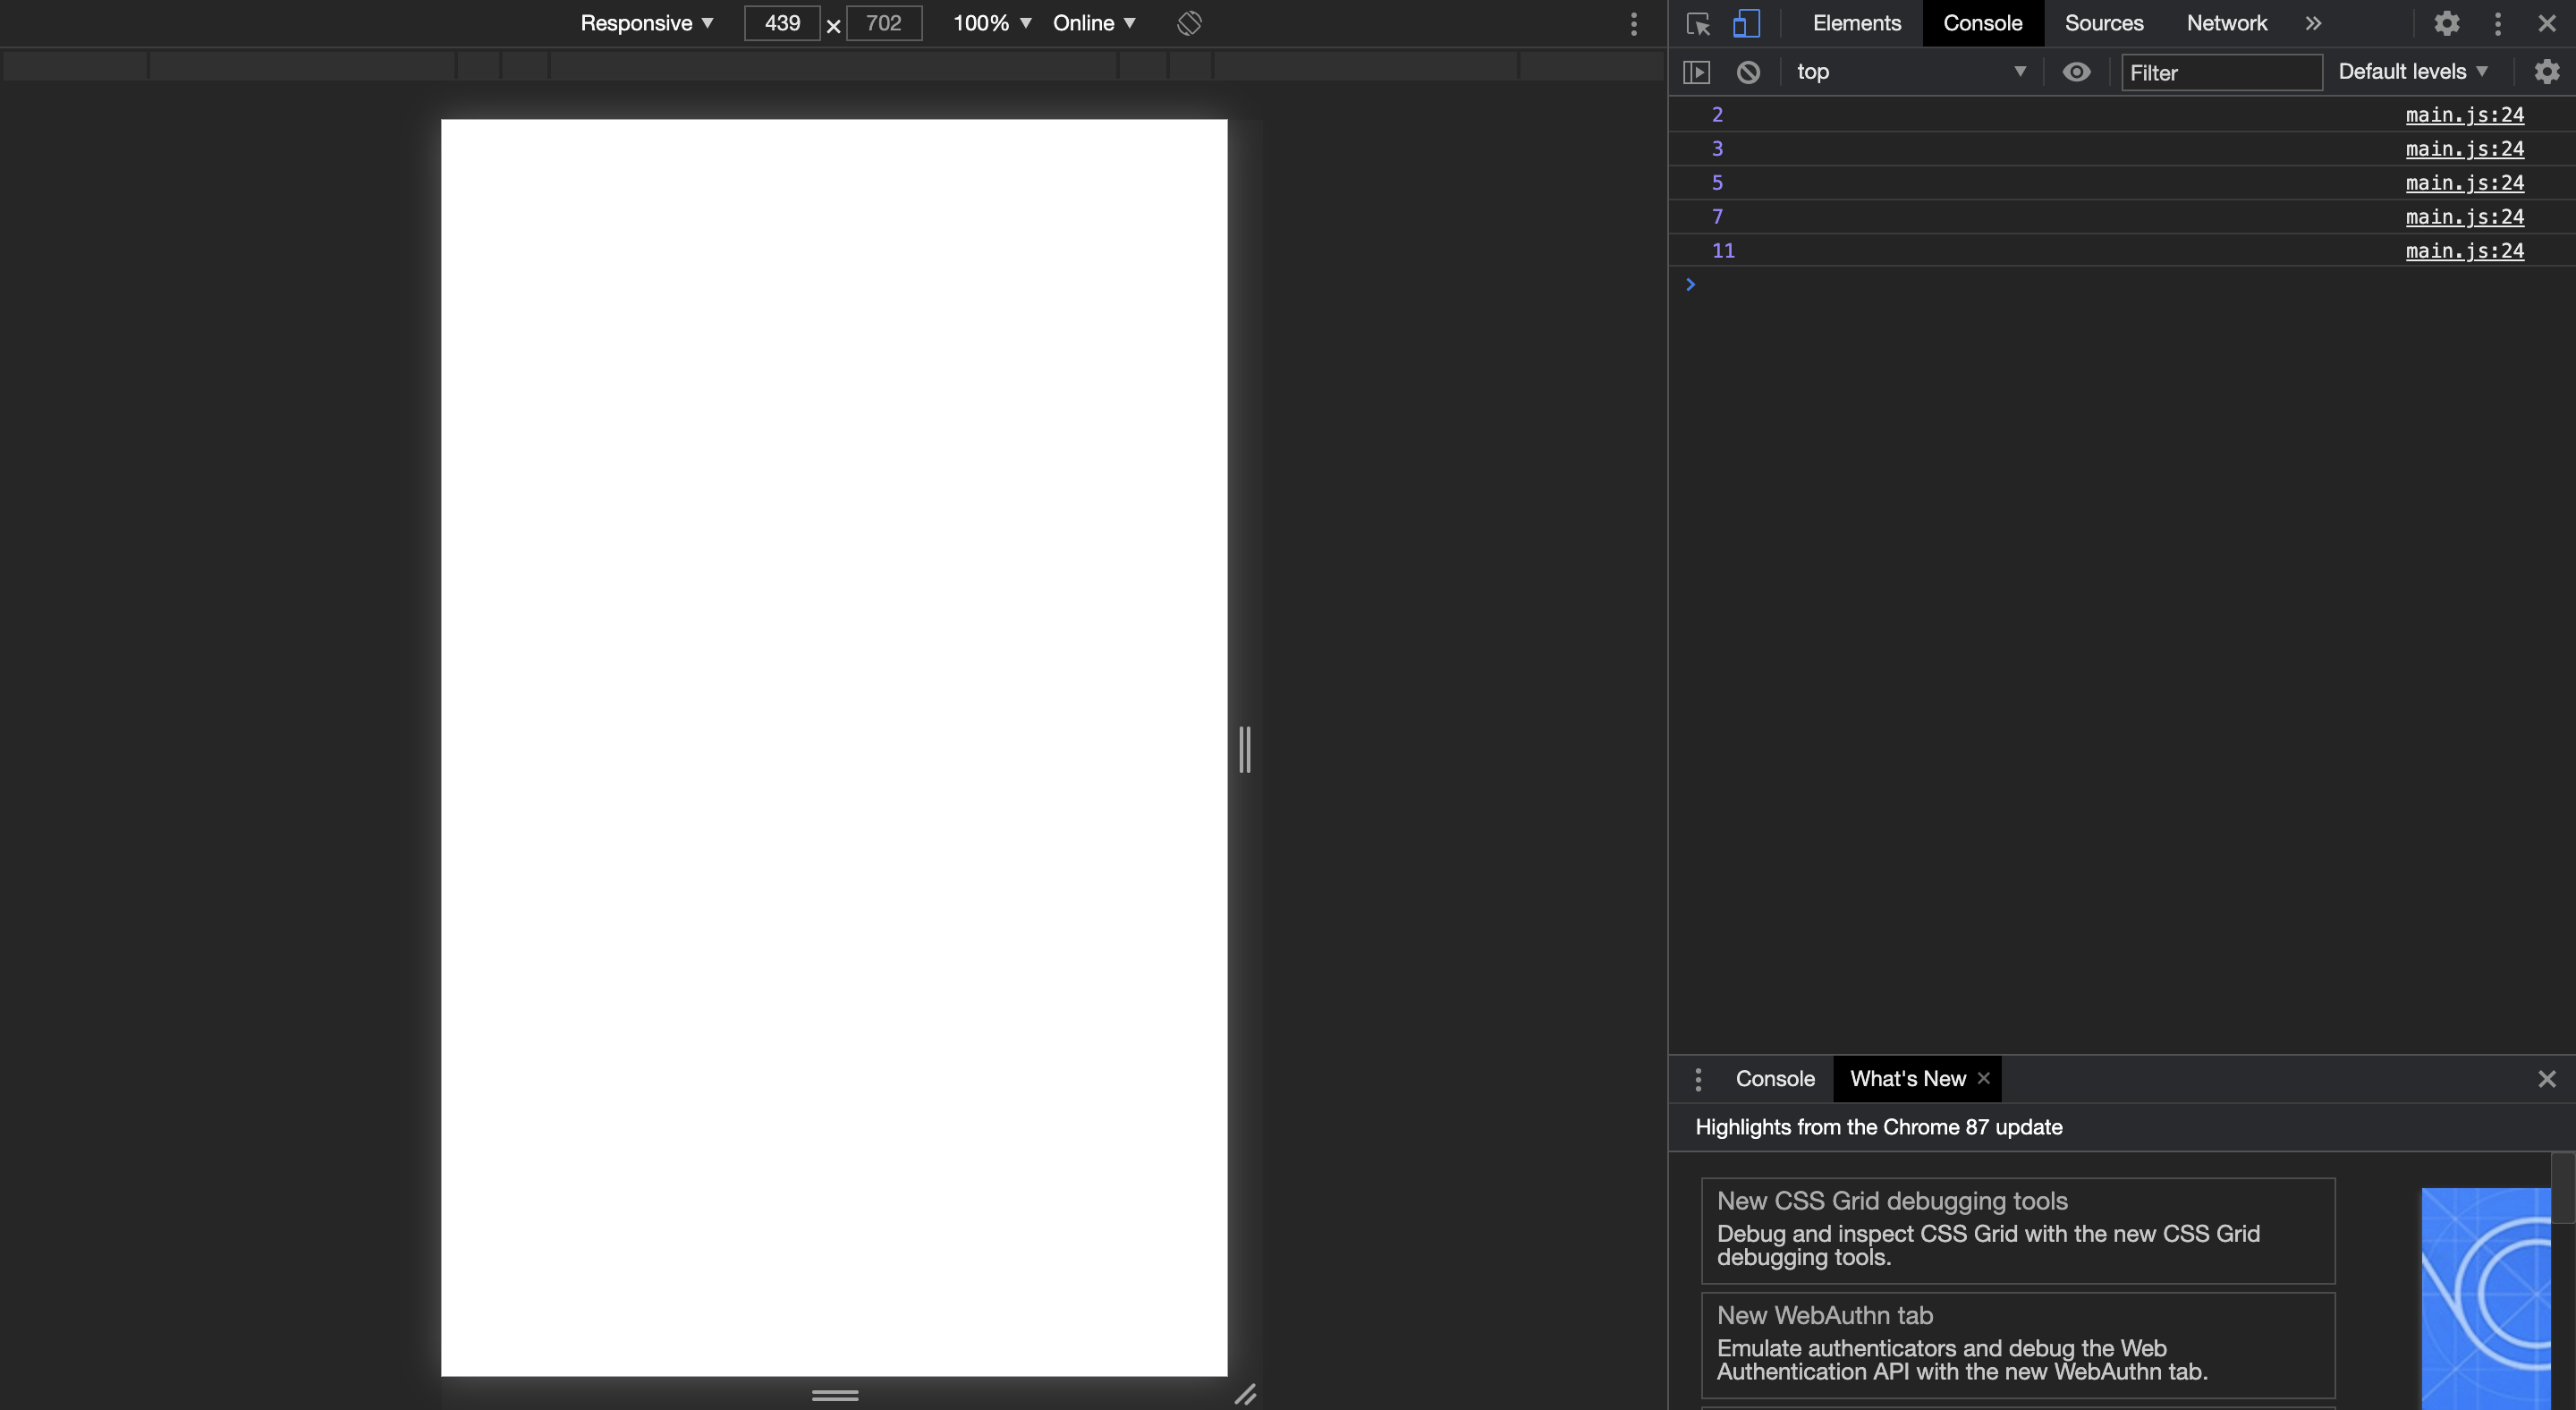 Responsive 439 × 702 100% Online
Elements Console Sources Network
top Filter Default levels
2 main.js:24
3 main.js:24
5 main.js:24
7 main.js:24
11 main.js:24
Console What's New
Highlights from the Chrome 87 update
New CSS Grid debugging tools
Debug and inspect CSS Grid with the new CSS Grid
debugging tools.
New WebAuthn tab
Emulate authenticators and debug the Web
Authentication API with the new WebAuthn tab.